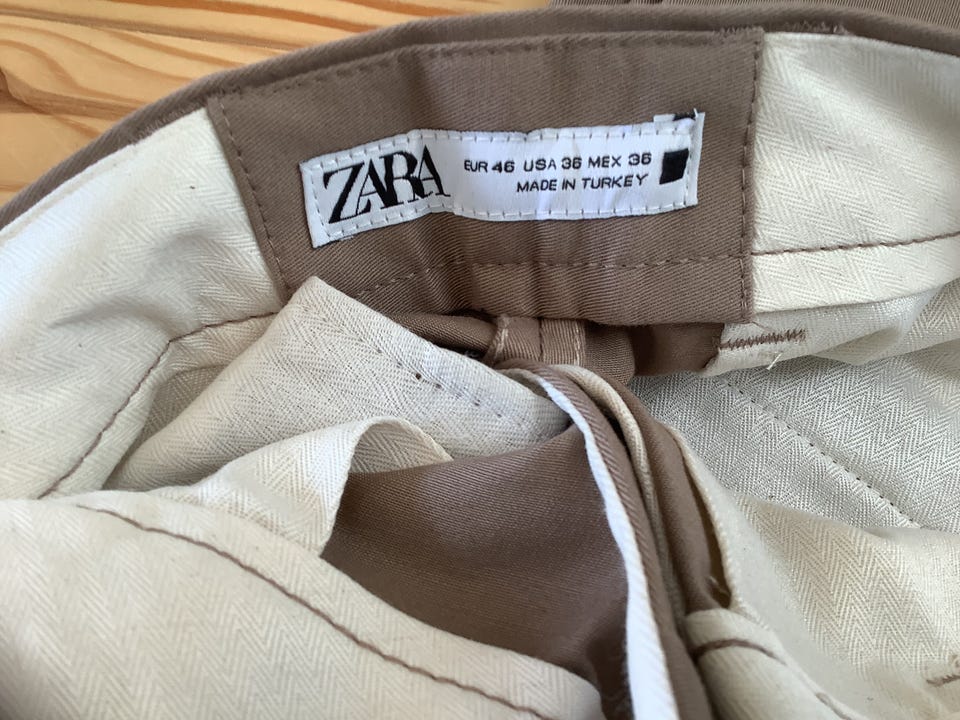 ZARA
EUR 46 USA 36 MEX 36
MADE IN TURKEY